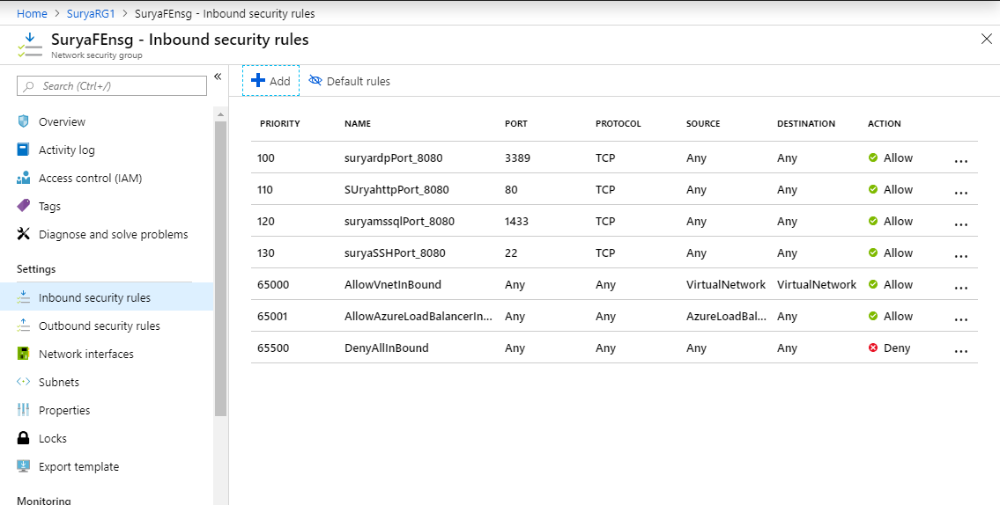 Home > SuryaRG1 > SuryaFEnsg - Inbound security rules
SuryaFEnsg - Inbound security rules
Network security group
Search (Ctrl+/)
«
Overview
Activity log
Access control (IAM)
Tags
Diagnose and solve problems
Settings
Inbound security rules
Outbound security rules
Network interfaces
Subnets
Properties
Locks
Export template
Monitoring
Add Default rules
PRIORITY NAME PORT PROTOCOL SOURCE DESTINATION ACTION
100 suryardpPort_8080 3389 TCP Any Any Allow ...
110 SUryahttpPort_8080 80 TCP Any Any Allow ...
120 suryamssqlPort_8080 1433 TCP Any Any Allow ...
130 suryaSSHPort_8080 22 TCP Any Any Allow ...
65000 AllowVnetInBound Any Any VirtualNetwork VirtualNetwork Allow ...
65001 AllowAzureLoadBalancerIn... Any Any AzureLoadBal... Any Allow ...
65500 DenyAllInBound Any Any Any Any Deny ...